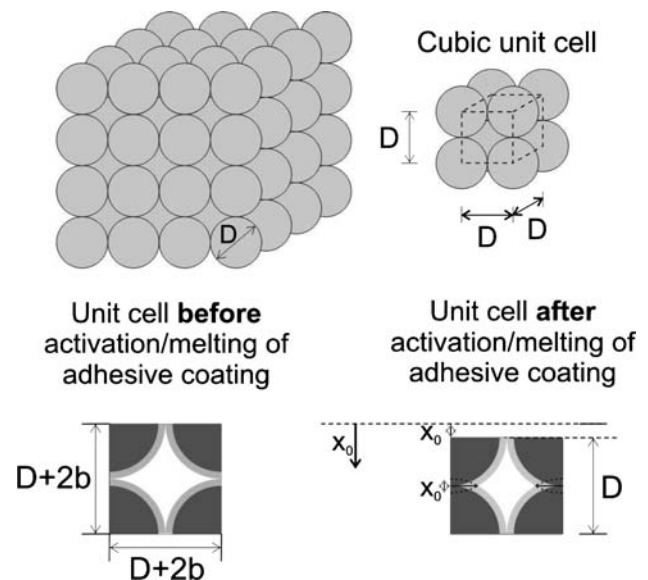 Cubic unit cell
D
D
D
D
Unit cell before
activation/melting of
adhesive coating
Unit cell after
activation/melting of
adhesive coating
D+2b
D+2b
x₀
x₀
x₀
D